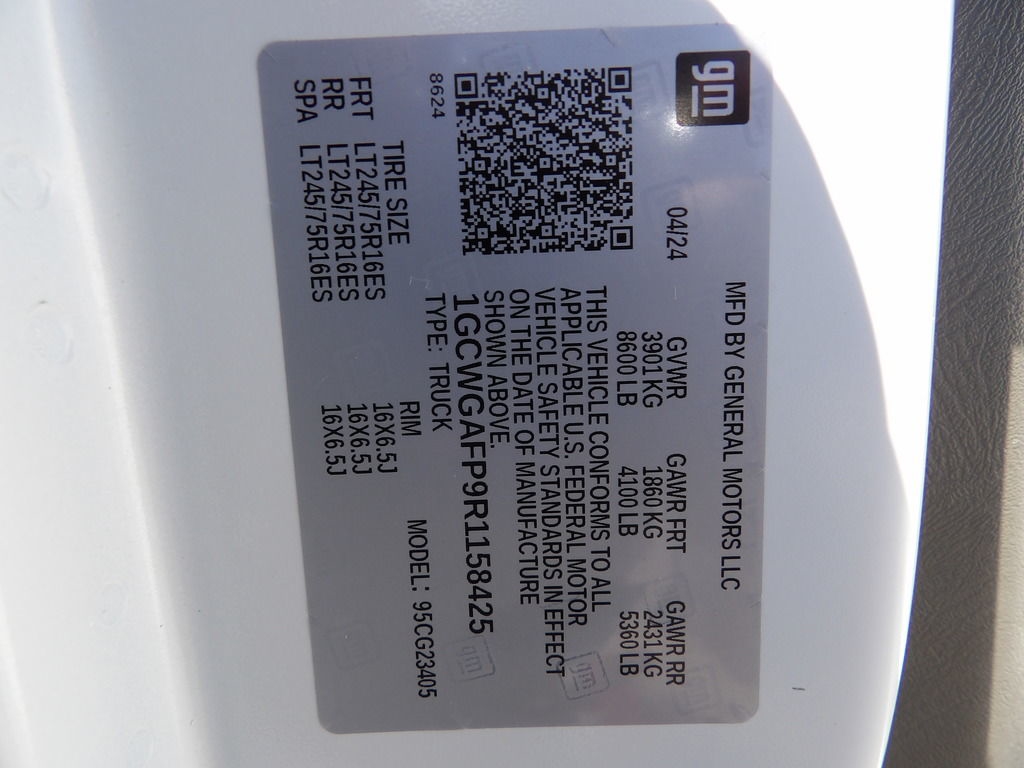 gm
MFD BY GENERAL MOTORS LLC
04/24 GVWR GAWR FRT GAWR RR
3901 KG 1860 KG 2431 KG
8600 LB 4100 LB 5360 LB
THIS VEHICLE CONFORMS TO ALL
APPLICABLE U.S. FEDERAL MOTOR
VEHICLE SAFETY STANDARDS IN EFFECT
ON THE DATE OF MANUFACTURE
SHOWN ABOVE.
1GCWGAFP9R1158425
8624 TYPE: TRUCK
TIRE SIZE RIM MODEL: 95CG23405
FRT LT245/75R16ES 16X6.5J
RR LT245/75R16ES 16X6.5J
SPA LT245/75R16ES 16X6.5J